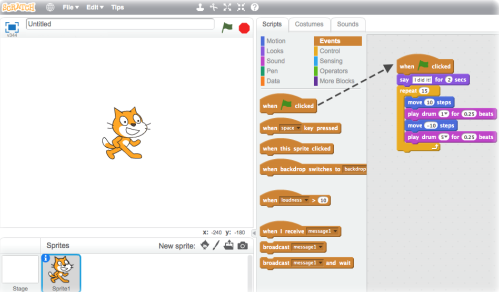 SCRATCH File Edit Tips
v344 Untitled
Scripts Costumes Sounds
Motion Events
Looks Control
Sound Sensing
Pen Operators
Data More Blocks
when clicked
when space key pressed
when this sprite clicked
when backdrop switches to backdrop
when loudness > 10
when I receive message1
broadcast message1
broadcast message1 and wait
when clicked
say I did it! for 2 secs
repeat 15
move 10 steps
play drum 1 for 0.25 beats
move -10 steps
play drum for 0.25 beats
x: -240 y: -180
Sprites New sprite:
Stage Sprite1